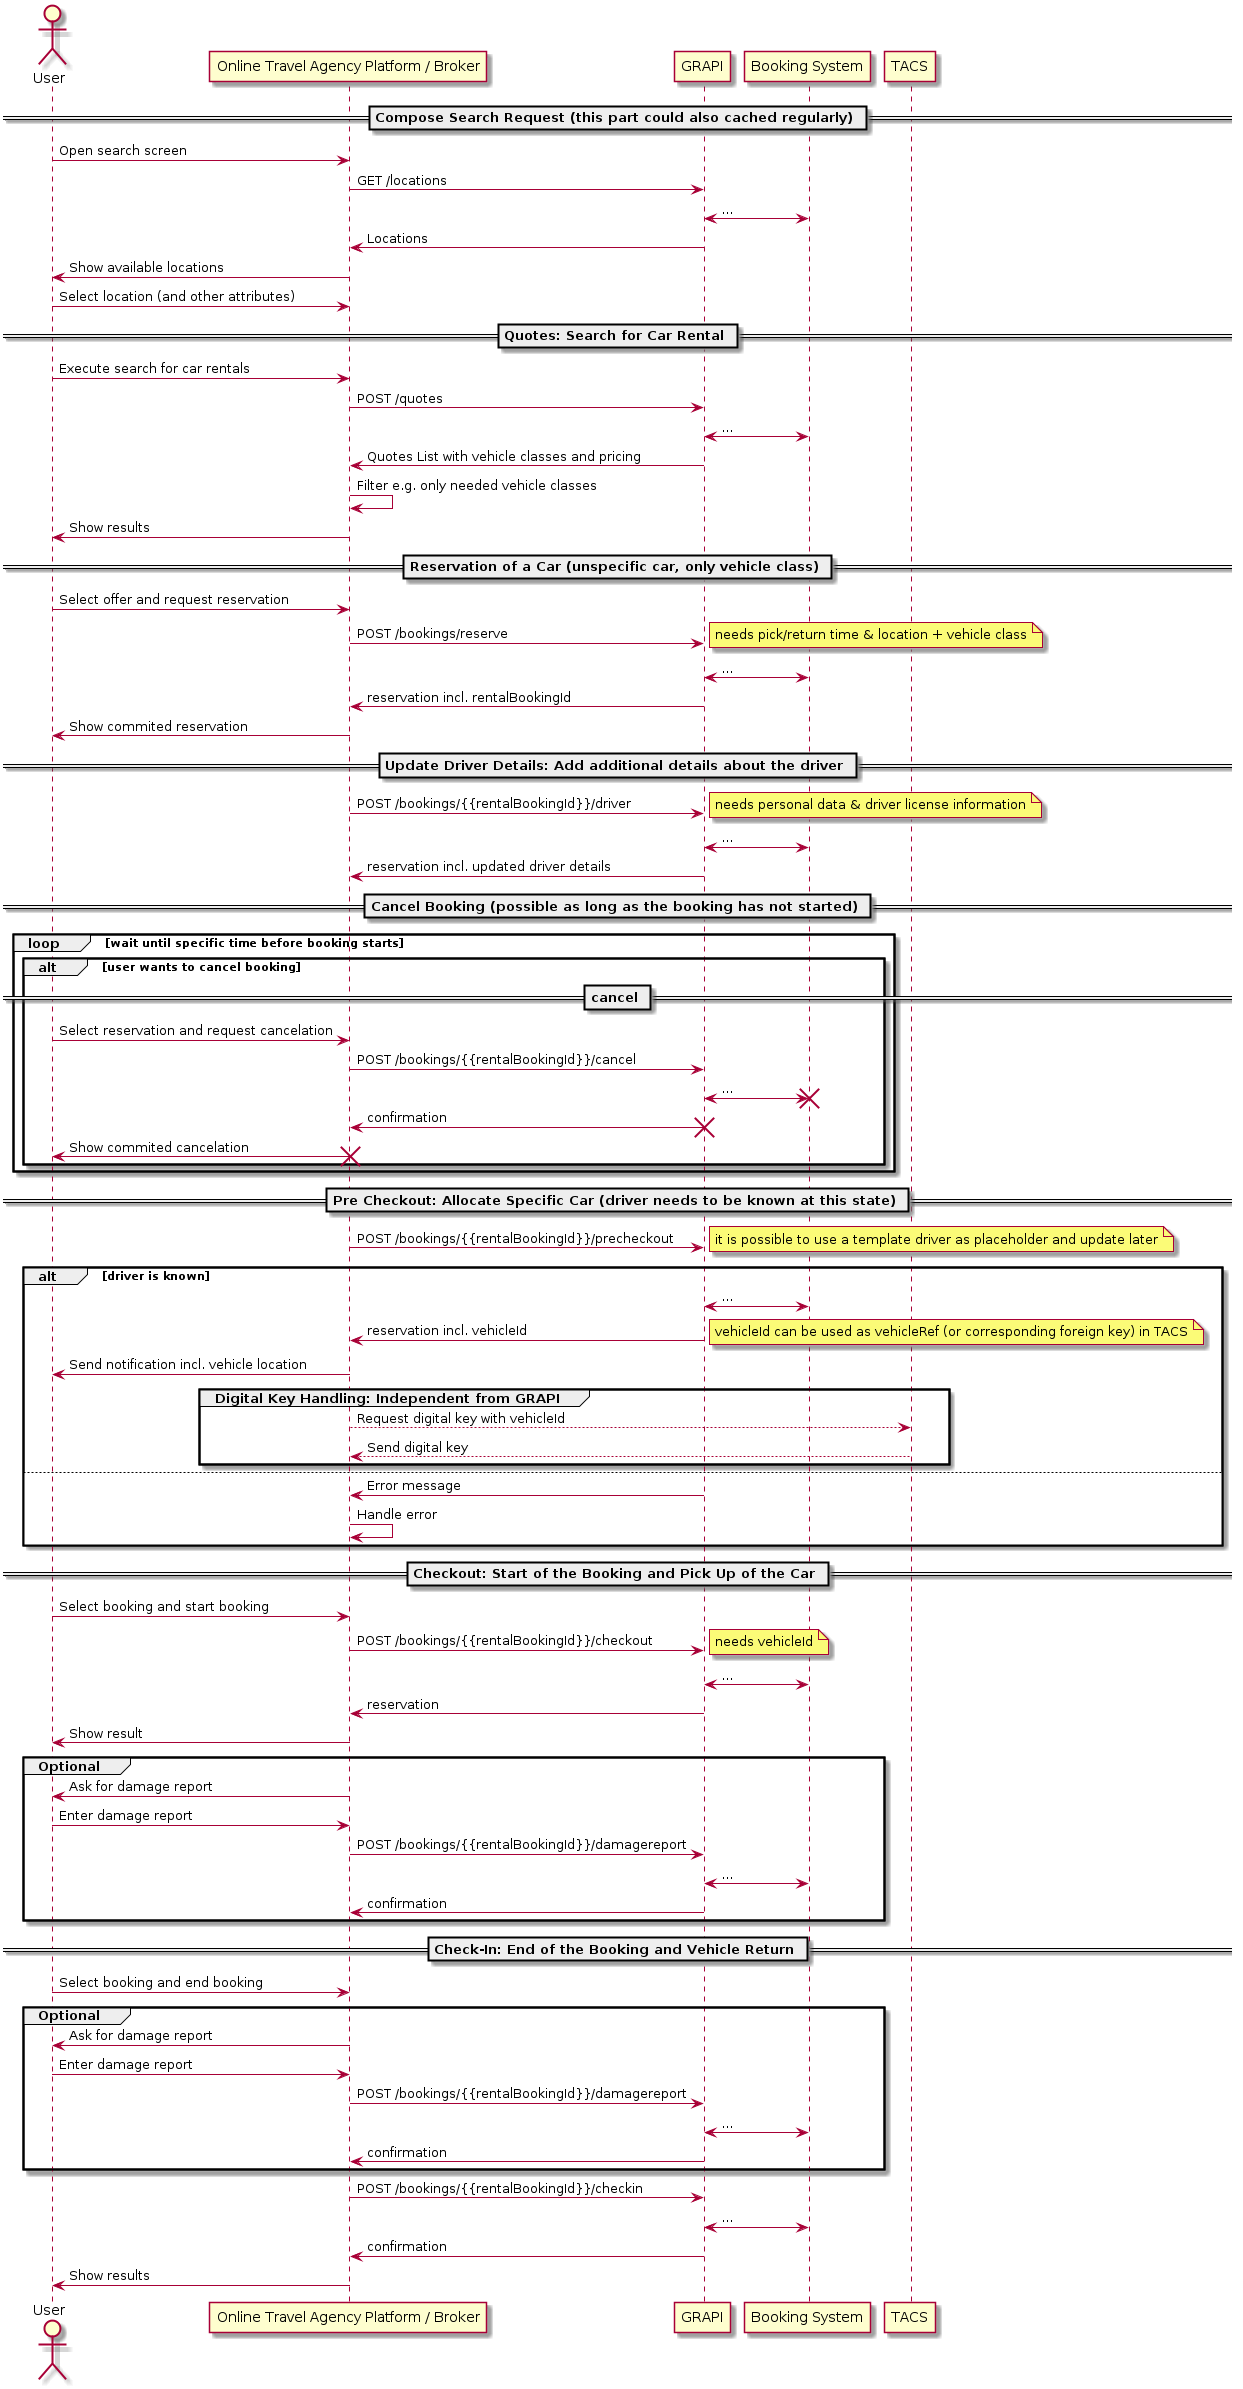 User
Online Travel Agency Platform / Broker
GRAPI
Booking System
TACS
Compose Search Request (this part could also cached regularly)
Open search screen
GET /locations
...
Locations
Show available locations
Select location (and other attributes)
Quotes: Search for Car Rental
Execute search for car rentals
POST /quotes
...
Quotes List with vehicle classes and pricing
Filter e.g. only needed vehicle classes
Show results
Reservation of a Car (unspecific car, only vehicle class)
Select offer and request reservation
POST /bookings/reserve
needs pick/return time & location + vehicle class
...
reservation incl. rentalBookingId
Show commited reservation
Update Driver Details: Add additional details about the driver
POST /bookings/{{rentalBookingId}}/driver
needs personal data & driver license information
...
reservation incl. updated driver details
Cancel Booking (possible as long as the booking has not started)
loop [wait until specific time before booking starts]
alt [user wants to cancel booking]
cancel
Select reservation and request cancelation
POST /bookings/{{rentalBookingId}}/cancel
...
confirmation
Show commited cancelation
Pre Checkout: Allocate Specific Car (driver needs to be known at this state)
POST /bookings/{{rentalBookingId}}/precheckout
it is possible to use a template driver as placeholder and update later
alt [driver is known]
...
reservation incl. vehicleId
vehicleId can be used as vehicleRef (or corresponding foreign key) in TACS
Send notification incl. vehicle location
Digital Key Handling: Independent from GRAPI
Request digital key with vehicleId
Send digital key
Error message
Handle error
Checkout: Start of the Booking and Pick Up of the Car
Select booking and start booking
POST /bookings/{{rentalBookingId}}/checkout
needs vehicleId
...
reservation
Show result
Optional
Ask for damage report
Enter damage report
POST /bookings/{{rentalBookingId}}/damagereport
...
confirmation
Check-In: End of the Booking and Vehicle Return
Select booking and end booking
Optional
Ask for damage report
Enter damage report
POST /bookings/{{rentalBookingId}}/damagereport
...
confirmation
POST /bookings/{{rentalBookingId}}/checkin
...
confirmation
Show results
User
Online Travel Agency Platform / Broker
GRAPI
Booking System
TACS